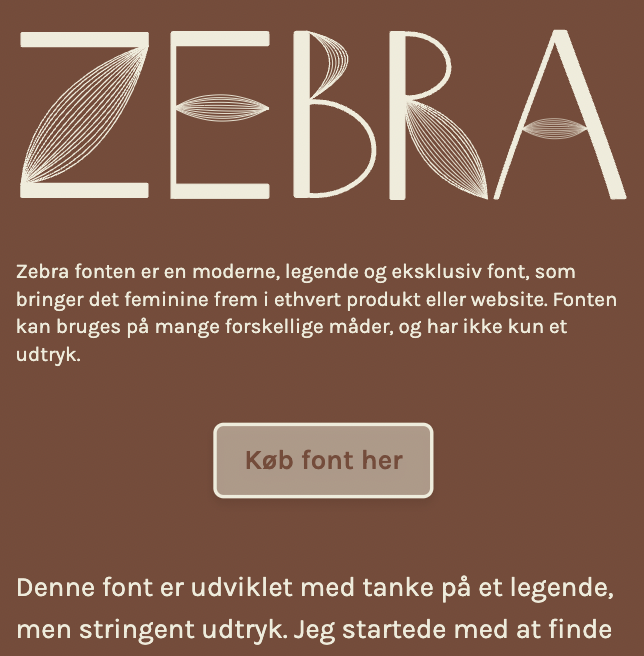 ZEBRA
Zebra fonten er en moderne, legende og eksklusiv font, som
bringer det feminine frem i ethvert produkt eller website. Fonten
kan bruges på mange forskellige måder, og har ikke kun et
udtryk.
Køb font her
Denne font er udviklet med tanke på et legende,
men stringent udtryk. Jeg startede med at finde